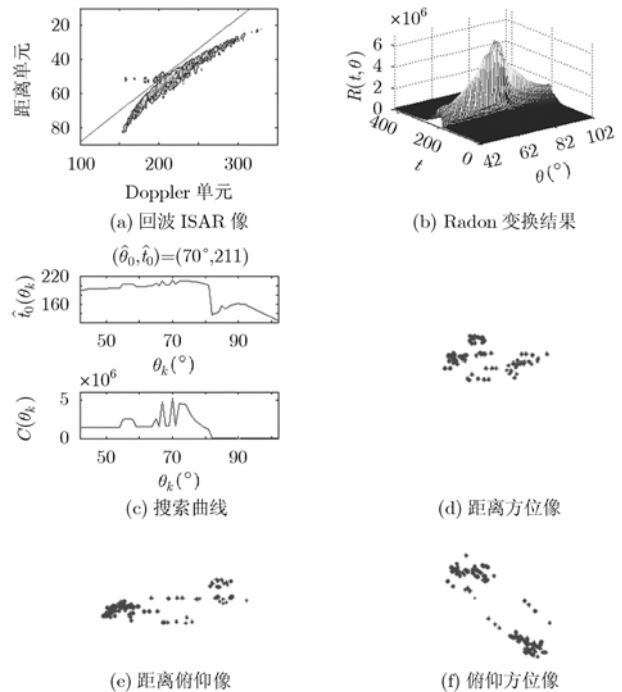 20
40
60
80
距离单元
100
200
300
Doppler 单元
(a) 回波 ISAR 像
×10⁶
6
4
2
0
R(t,θ)
400
200
0
t
42
62
82
102
θ(°)
(b) Radon 变换结果
(θ̂₀,t̂₀)=(70°,211)
220
160
t̂₀(θₖ)
50
70
90
θₖ(°)
×10⁶
5
0
C(θₖ)
50
70
90
θₖ(°)
(c) 搜索曲线
(d) 距离方位像
(e) 距离俯仰像
(f) 俯仰方位像